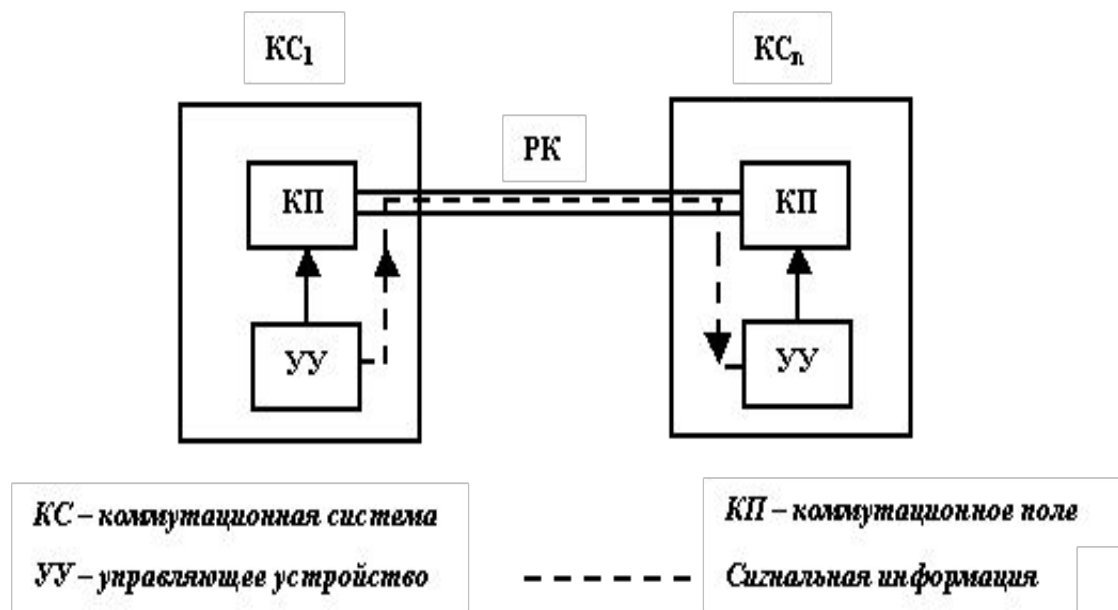 КС₁
КСₙ
РК
КП
КП
УУ
УУ
КС – коммутационная система
УУ – управляющее устройство
КП – коммутационное поле
Сигнальная информация